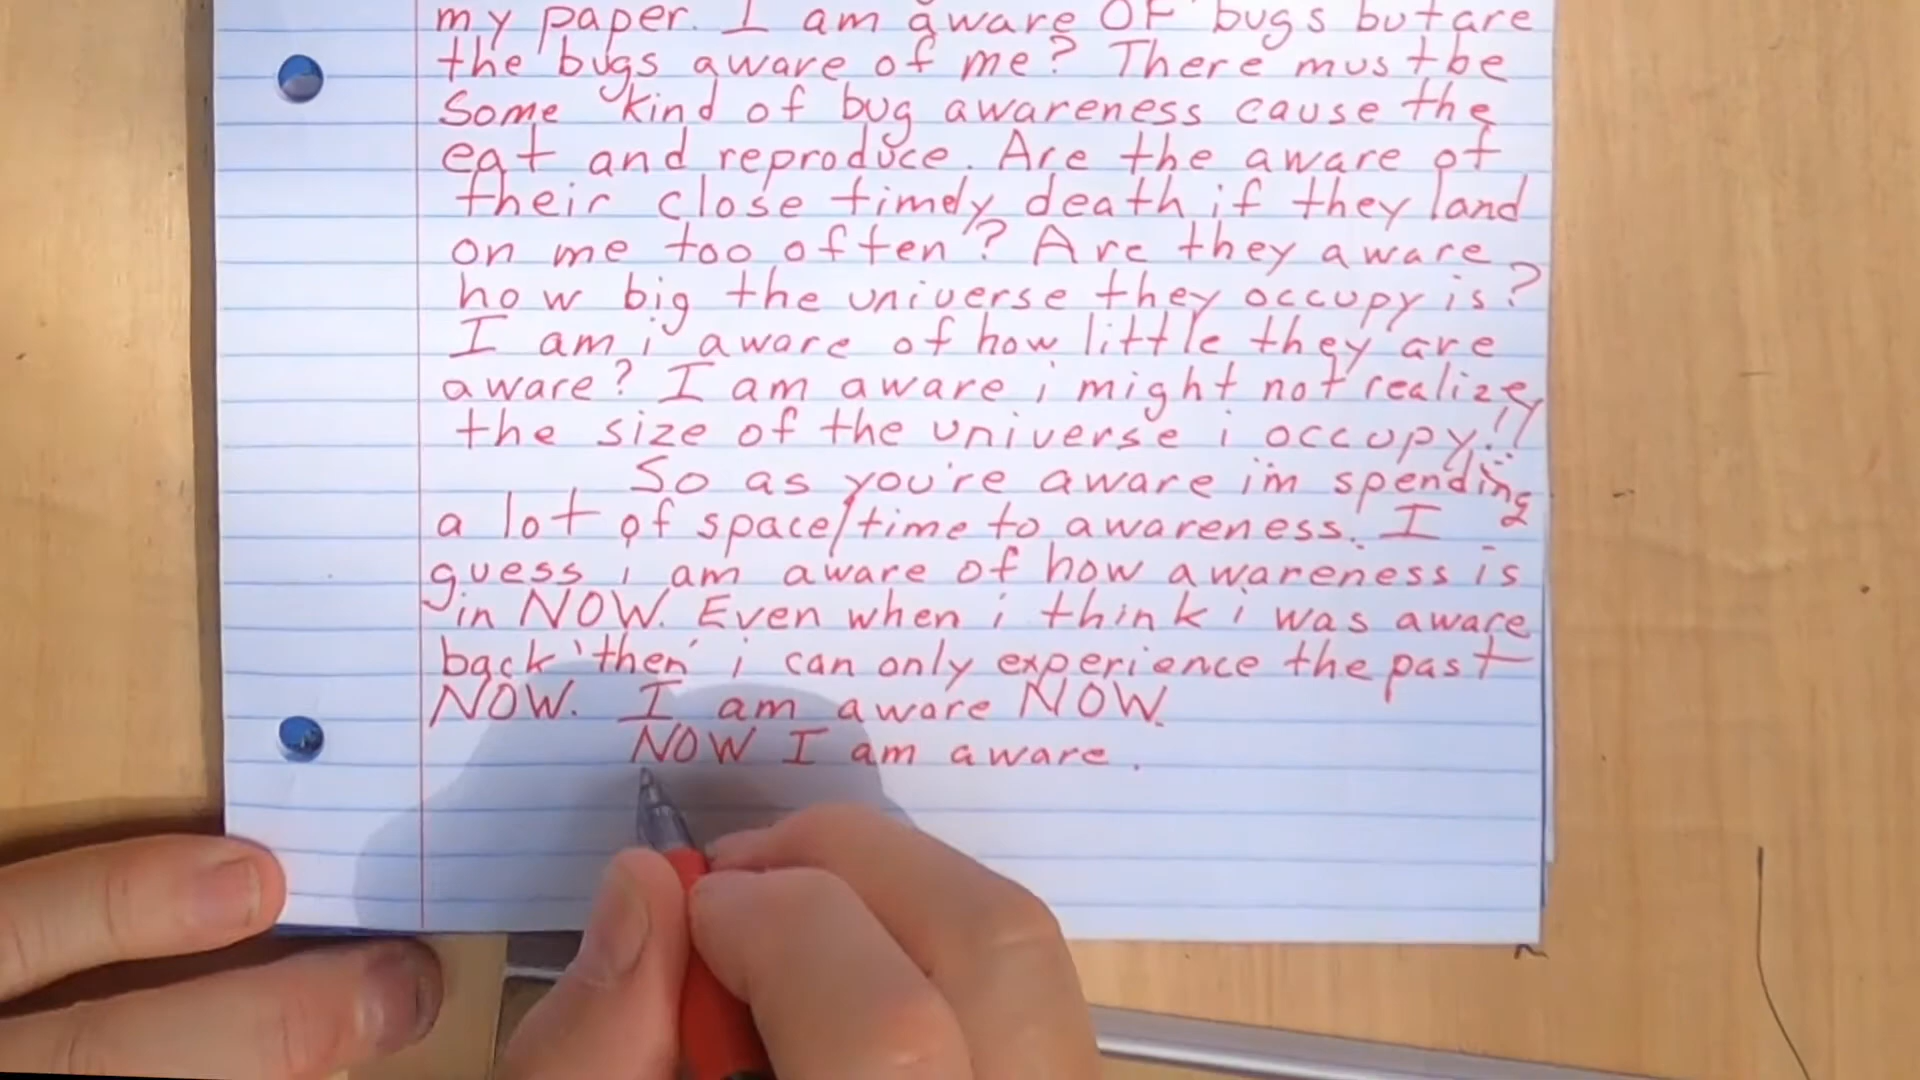 my paper. I am aware OF bugs but are
the bugs aware of me? There must be
Some kind of bug awareness cause the
eat and reproduce. Are the aware of
their close timely death if they land
on me too often? Are they aware
how big the universe they occupy is?
I am i aware of how little they are
aware? I am aware i might not realize
the size of the universe i occupy!!
So as you're aware im spending
a lot of space/time to awareness. I
guess i am aware of how awareness is
in NOW. Even when i think i was aware
back 'then' i can only experience the past
NOW. I am aware NOW.
NOW I am aware.